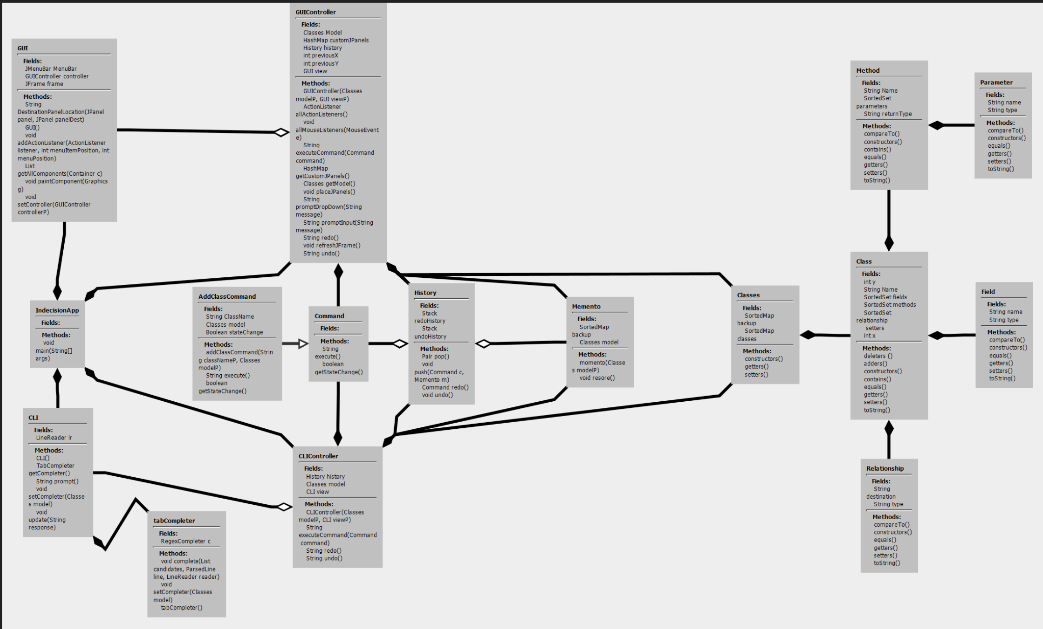 GUIController
Fields:
Classes Model
HashMap customJPanels
History history
int previousX
int previousY
GUI view
Methods:
GUIController(Classes
modelP, GUI viewP)
ActionListener
allActionListeners()
void
allMouseListeners(MouseEvent
e)
String
executeCommand(Command
command)
HashMap
getCustomJPanels()
Classes getModel()
void placeJPanels()
String
promptDropDown(String
message)
String promptInput(String
message)
String redo()
void refreshJFrame()
String undo()
GUI
Fields:
JMenuBar MenuBar
GUIController controller
JFrame frame
Methods:
String
DestinationPanelLocation(JPanel
panel, JPanel panelDest)
GUI()
void
addActionListener(ActionListener
listener, int menuItemPosition, int
menuPosition)
List
getAllComponents(Container c)
void paintComponent(Graphics
g)
void
setController(GUIController
controllerP)
Method
Fields:
String Name
SortedSet
parameters
String returnType
Methods:
compareTo()
constructors()
contains()
equals()
getters()
setters()
toString()
Parameter
Fields:
String name
String type
Methods:
compareTo()
constructors()
equals()
getters()
setters()
toString()
IndecisionApp
Fields:
Methods:
void
main(String[]
args)
AddClassCommand
Fields:
String ClassName
Classes model
Boolean stateChange
Methods:
addClassCommand(Strin
g classNameP, Classes
modelP)
String execute()
boolean
getStateChange()
Command
Fields:
Methods:
String
execute()
boolean
getStateChange()
History
Fields:
Stack
redoHistory
Stack
undoHistory
Methods:
Pair pop()
void
push(Command c,
Memento m)
Command redo()
void undo()
Memento
Fields:
SortedMap
backup
Classes model
Methods:
momento(Classe
s modelP)
void resore()
Classes
Fields:
SortedMap
backup
SortedMap
classes
Methods:
constructors()
getters()
setters()
Class
Fields:
int y
String Name
SortedSet fields
SortedSet methods
SortedSet
relationship
setters
int x
Methods:
deleters ()
adders()
constructors()
contains()
equals()
getters()
setters()
toString()
Field
Fields:
String name
String type
Methods:
compareTo()
constructors()
equals()
getters()
setters()
toString()
CLI
Fields:
Methods:
CLI()
TabCompleter
getCompleter()
String prompt()
void
setCompleter(Classe
s model)
void
update(String
response)
tabCompleter
Fields:
RegexCompleter c
Methods:
void complete(List
candidates, ParsedLine
line, LineReader reader)
void
setCompleter(Classes
model)
tabCompleter()
CLIController
Fields:
History history
Classes model
CLI view
Methods:
CLIController(Classes
modelP, CLI viewP)
String
executeCommand(Command
command)
String redo()
String undo()
Relationship
Fields:
String
destination
String type
Methods:
compareTo()
constructors()
equals()
getters()
setters()
toString()